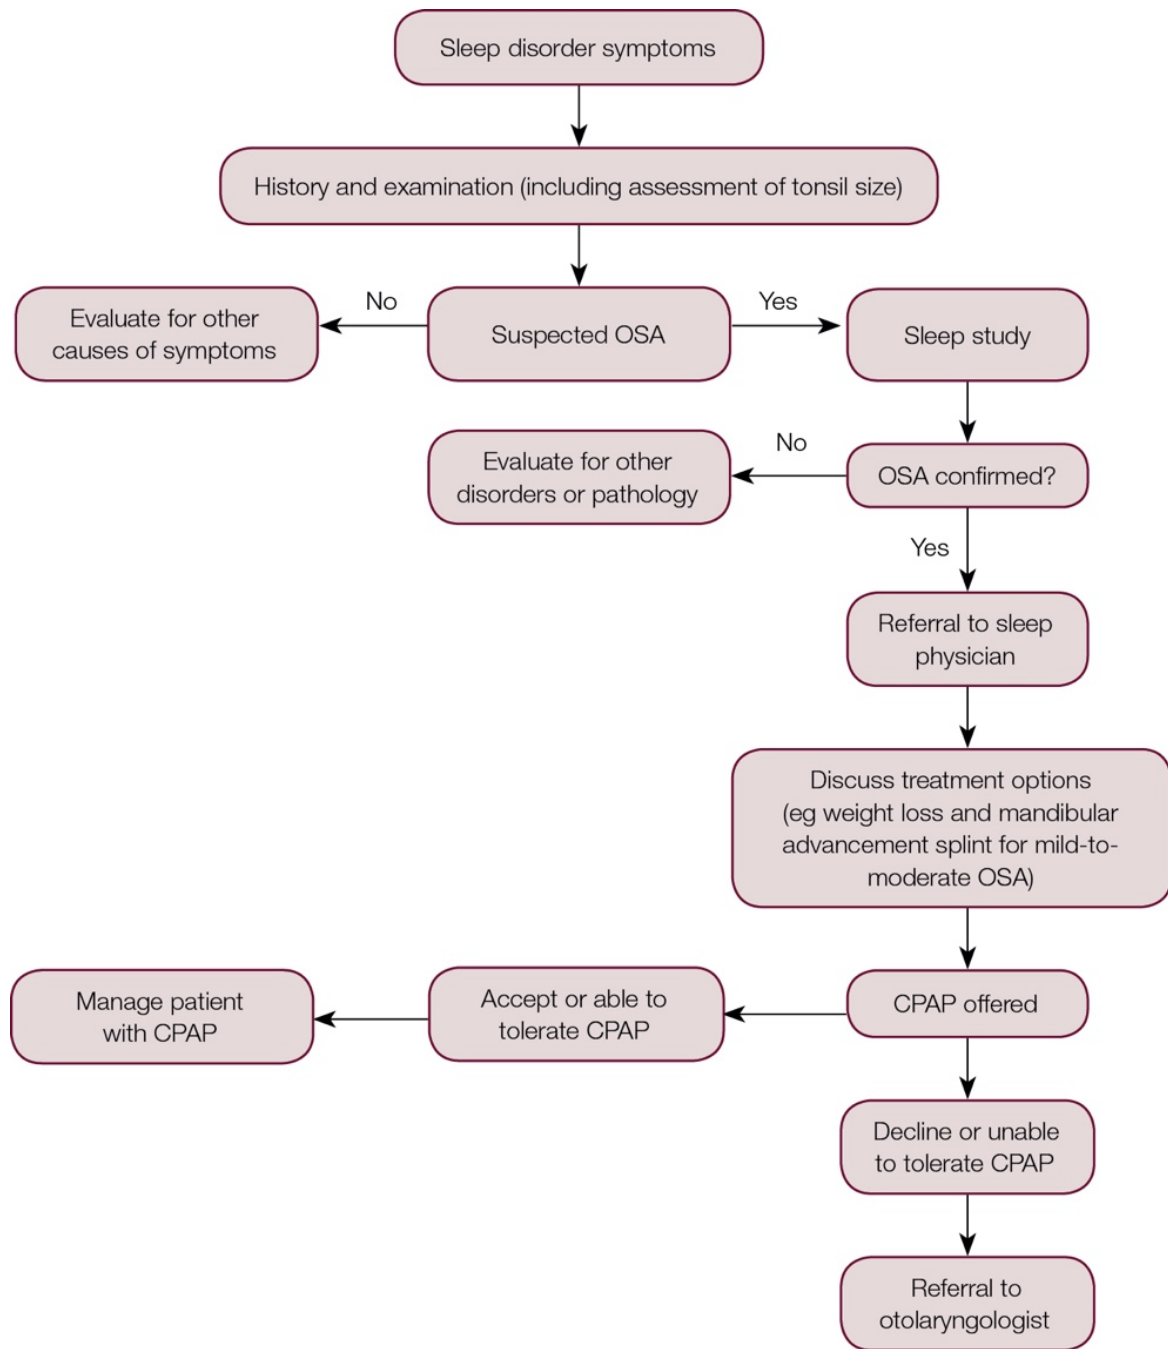 Sleep disorder symptoms
History and examination (including assessment of tonsil size)
No
Yes
Evaluate for other
causes of symptoms
Suspected OSA
Sleep study
No
Evaluate for other
disorders or pathology
OSA confirmed?
Yes
Referral to sleep
physician
Discuss treatment options
(eg weight loss and mandibular
advancement splint for mild-to-
moderate OSA)
Manage patient
with CPAP
Accept or able to
tolerate CPAP
CPAP offered
Decline or unable
to tolerate CPAP
Referral to
otolaryngologist